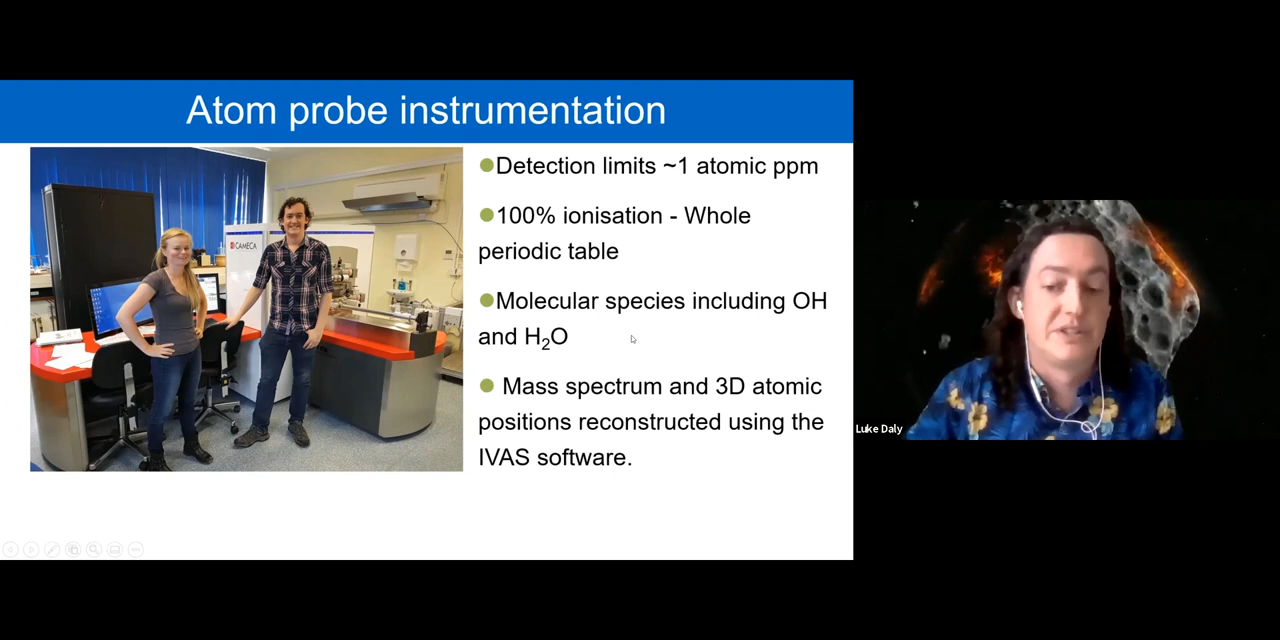 Atom probe instrumentation
CAMECA
●Detection limits ~1 atomic ppm
●100% ionisation - Whole
periodic table
●Molecular species including OH
and H₂O
● Mass spectrum and 3D atomic
positions reconstructed using the
IVAS software.
Luke Daly